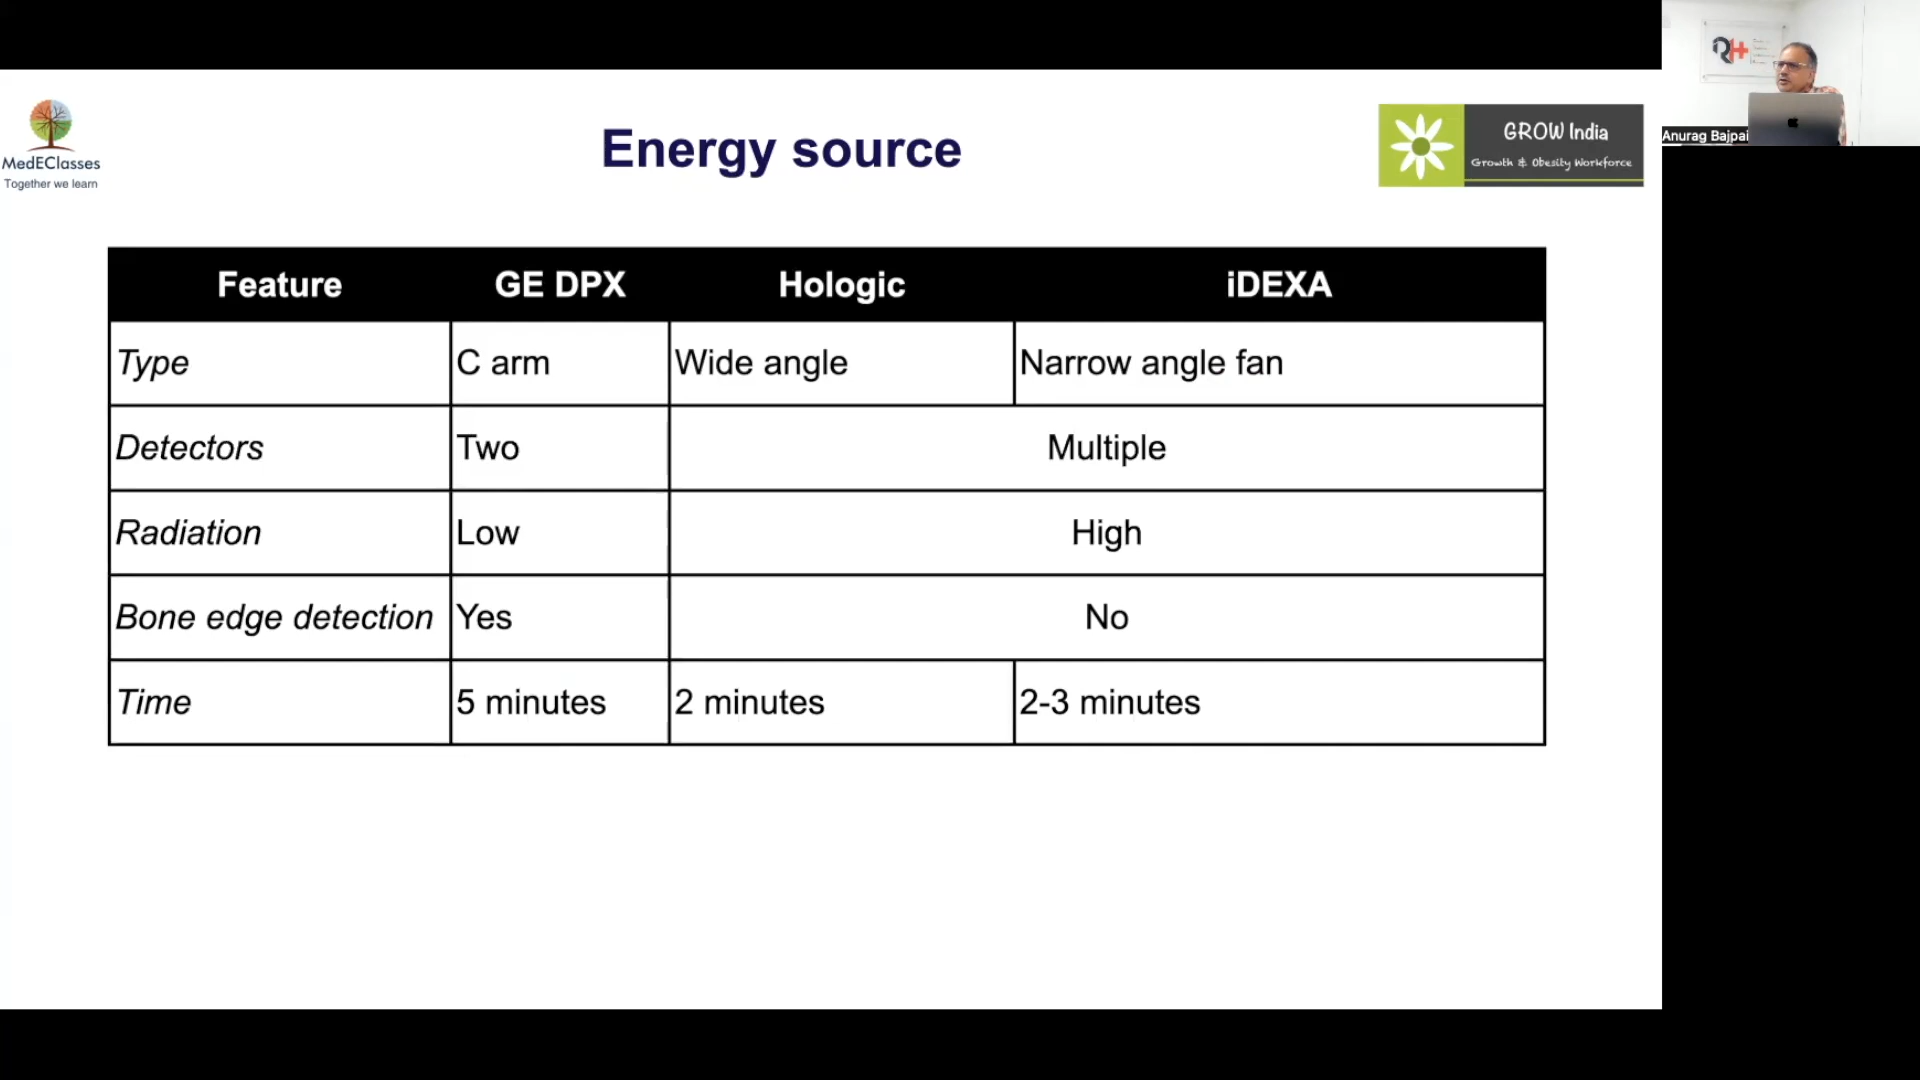 MedEClasses
Together we learn
Energy source
GROW India
Growth & Obesity Workforce
RH
Anurag Bajpai
Feature GE DPX Hologic iDEXA
Type C arm Wide angle Narrow angle fan
Detectors Two Multiple
Radiation Low High
Bone edge detection Yes No
Time 5 minutes 2 minutes 2-3 minutes